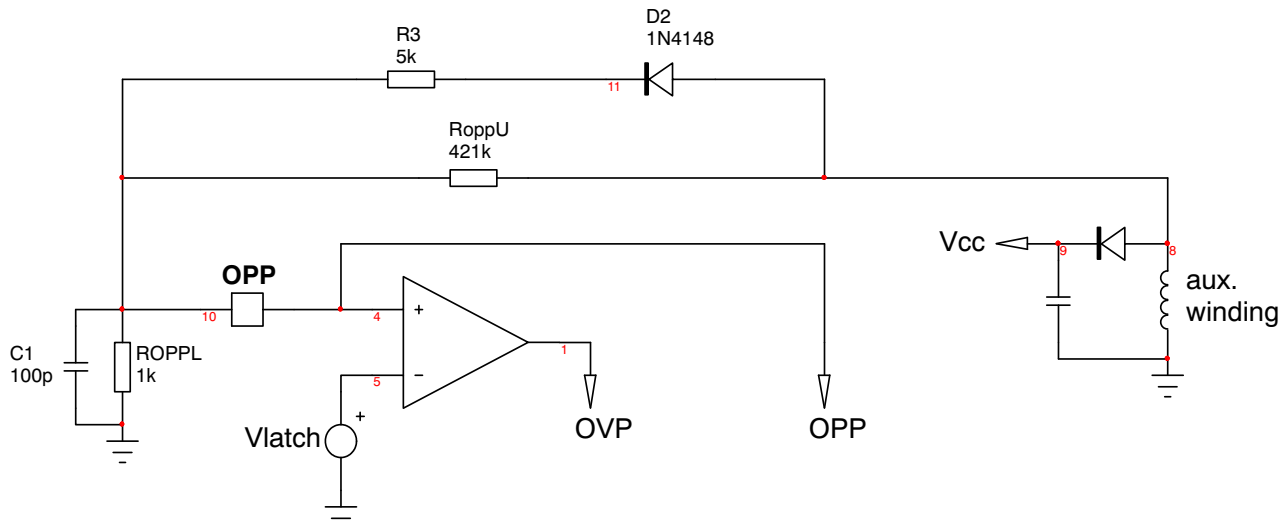 D2
1N4148
R3
5k
11
RoppU
421k
Vcc
9
8
OPP
aux.
winding
10
4
+
C1
100p
ROPPL
1k
1
5
−
+
Vlatch
OVP
OPP